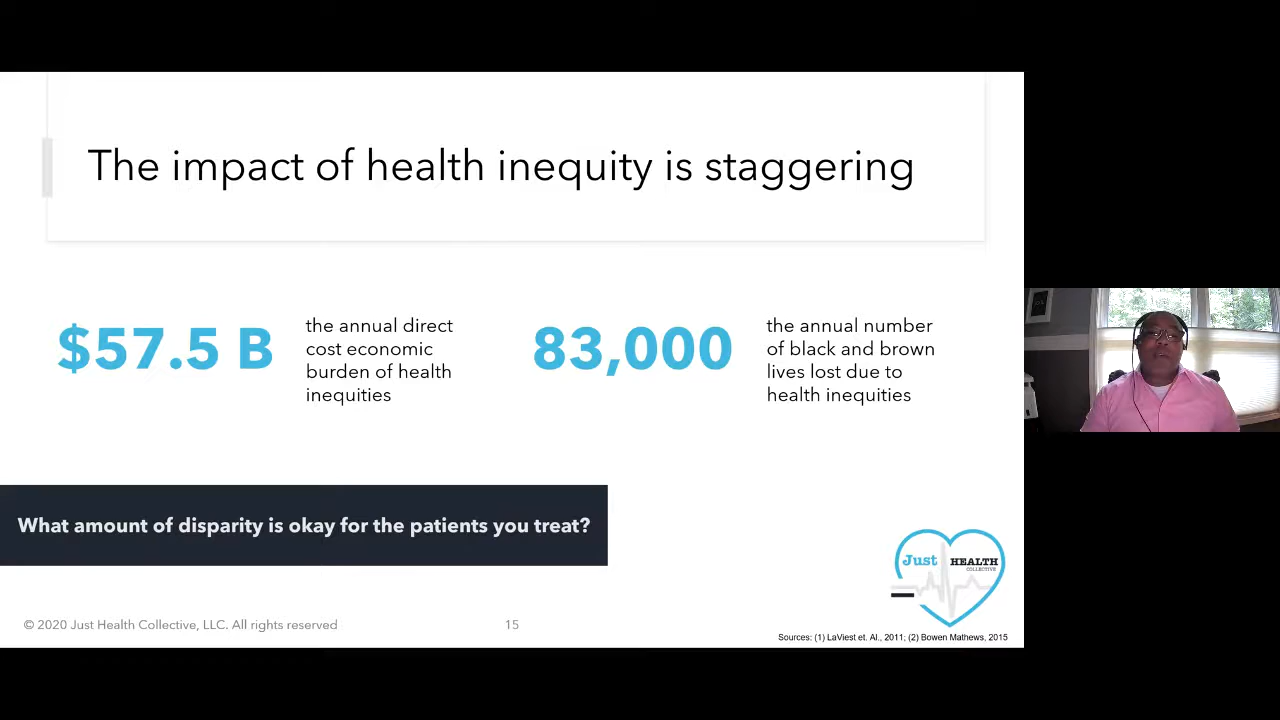 The impact of health inequity is staggering
$57.5 B
the annual direct
cost economic
burden of health
inequities
83,000
the annual number
of black and brown
lives lost due to
health inequities
What amount of disparity is okay for the patients you treat?
Just HEALTH
COLLECTIVE
© 2020 Just Health Collective, LLC. All rights reserved
15
Sources: (1) LaViest et. Al., 2011; (2) Bowen Mathews, 2015